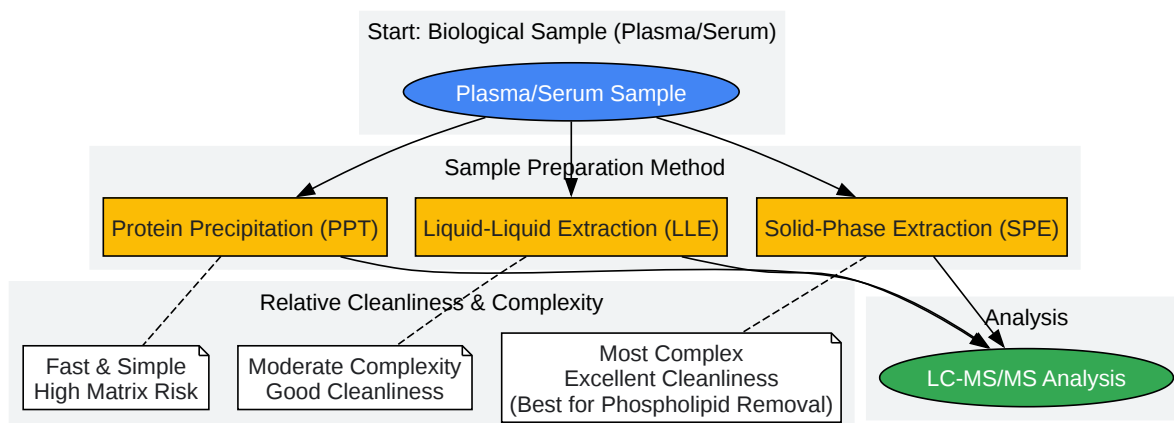 Start: Biological Sample (Plasma/Serum)
Plasma/Serum Sample
Sample Preparation Method
Protein Precipitation (PPT)
Liquid-Liquid Extraction (LLE)
Solid-Phase Extraction (SPE)
Relative Cleanliness & Complexity
Fast & Simple
High Matrix Risk
Moderate Complexity
Good Cleanliness
Most Complex
Excellent Cleanliness
(Best for Phospholipid Removal)
Analysis
LC-MS/MS Analysis